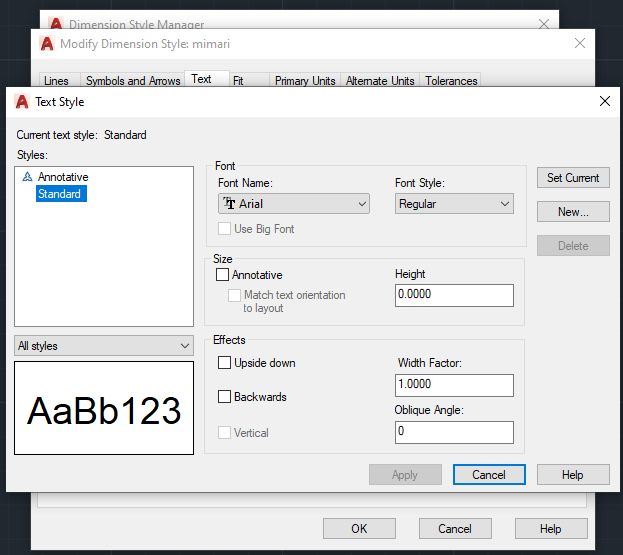 Dimension Style Manager
Modify Dimension Style: mimari
Lines Symbols and Arrows Text Fit Primary Units Alternate Units Tolerances
Text Style
Current text style: Standard
Styles:
Annotative
Standard
All styles
AaBb123
Font
Font Name: Font Style:
Arial Regular
Use Big Font
Size
Annotative Height
Match text orientation 0.0000
to layout
Effects
Upside down Width Factor:
1.0000
Backwards
Oblique Angle:
Vertical 0
Set Current
New...
Delete
Apply Cancel Help
OK Cancel Help